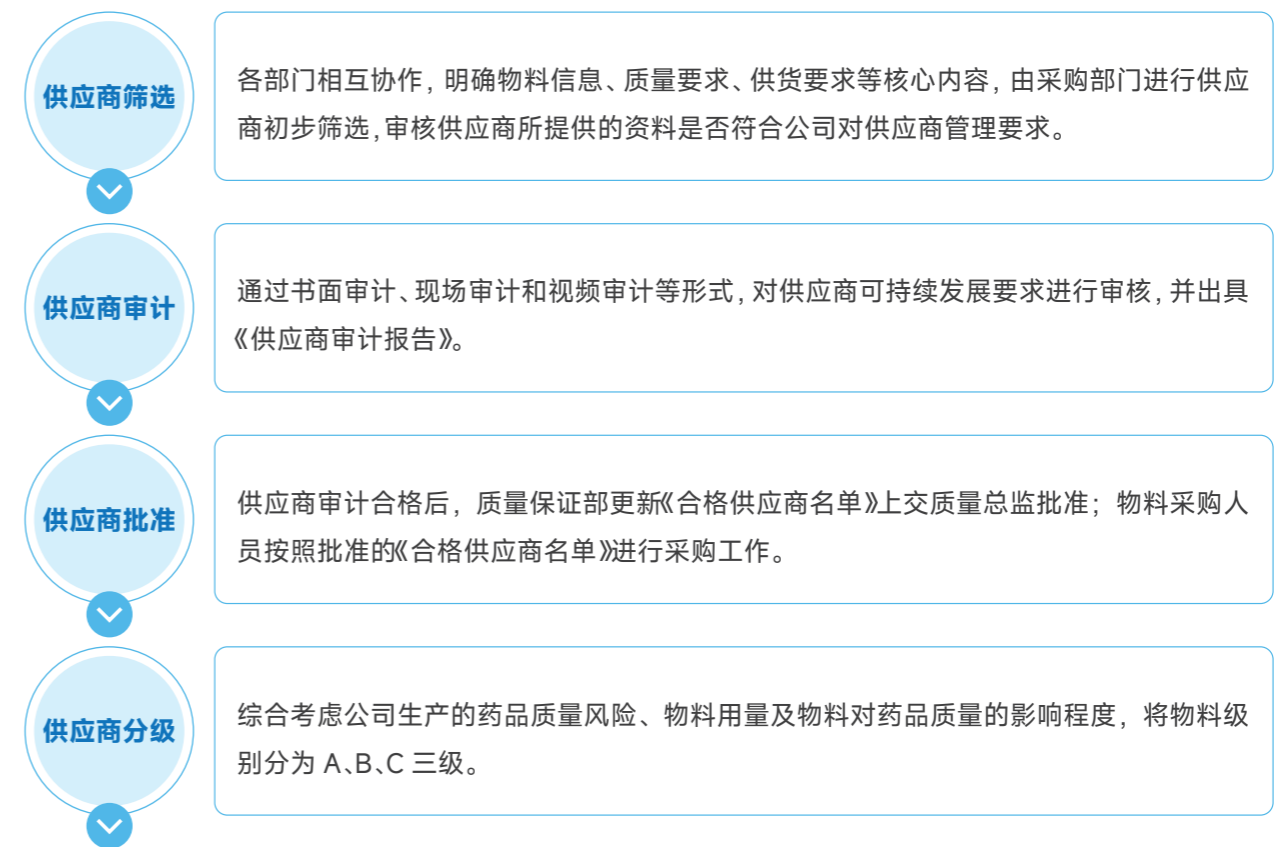 供应商筛选
各部门相互协作，明确物料信息、质量要求、供货要求等核心内容，由采购部门进行供应
商初步筛选，审核供应商所提供的资料是否符合公司对供应商管理要求。
供应商审计
通过书面审计、现场审计和视频审计等形式，对供应商可持续发展要求进行审核，并出具
《供应商审计报告》。
供应商批准
供应商审计合格后，质量保证部更新《合格供应商名单》上交质量总监批准；物料采购人
员按照批准的《合格供应商名单》进行采购工作。
供应商分级
综合考虑公司生产的药品质量风险、物料用量及物料对药品质量的影响程度，将物料级
别分为 A、B、C 三级。